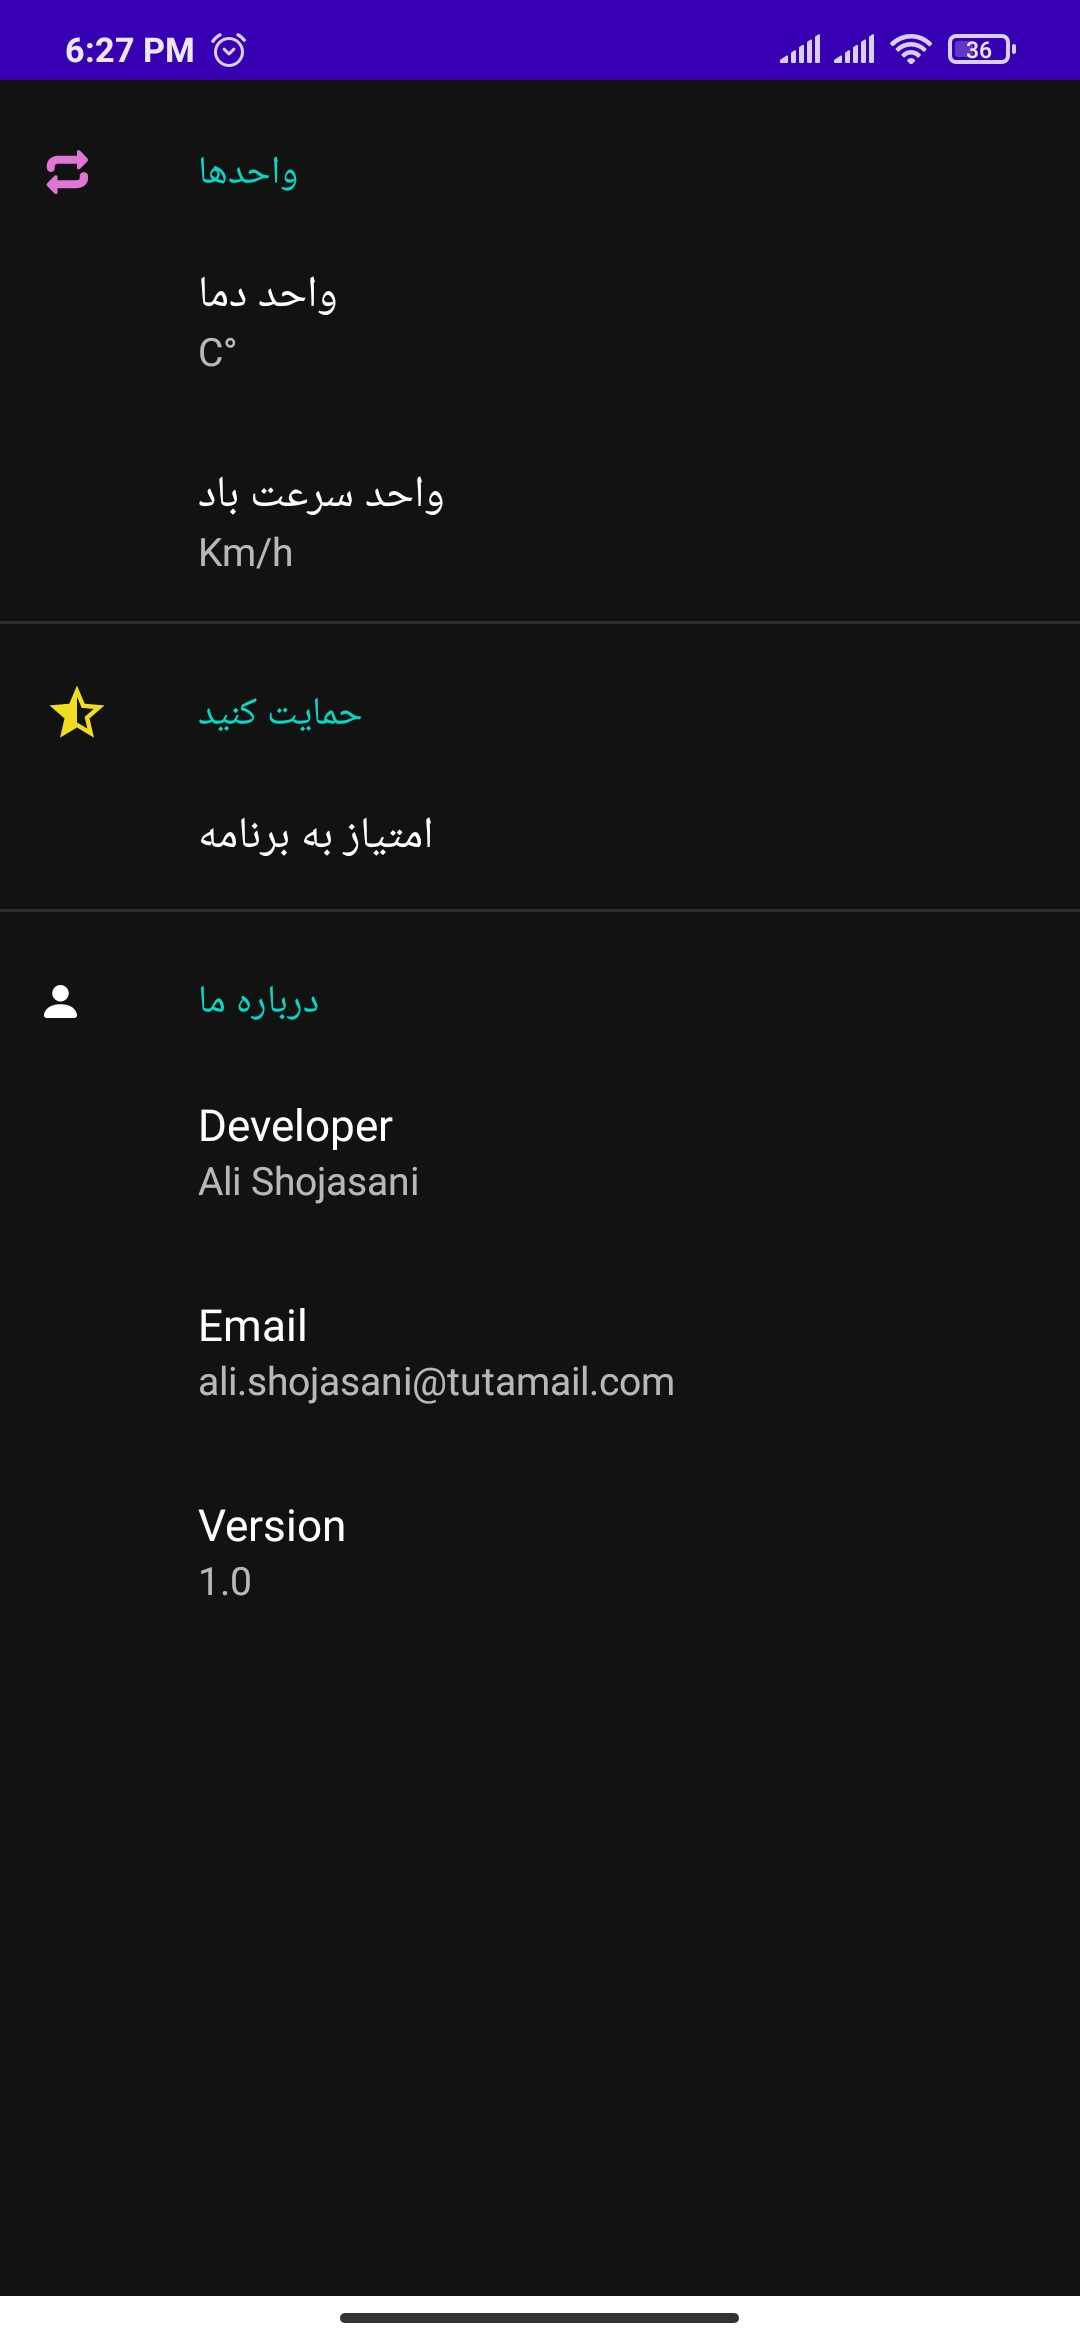 6:27 PM
36
واحدها
واحد دما
C°
واحد سرعت باد
Km/h
حمایت کنید
امتیاز به برنامه
درباره ما
Developer
Ali Shojasani
Email
ali.shojasani@tutamail.com
Version
1.0